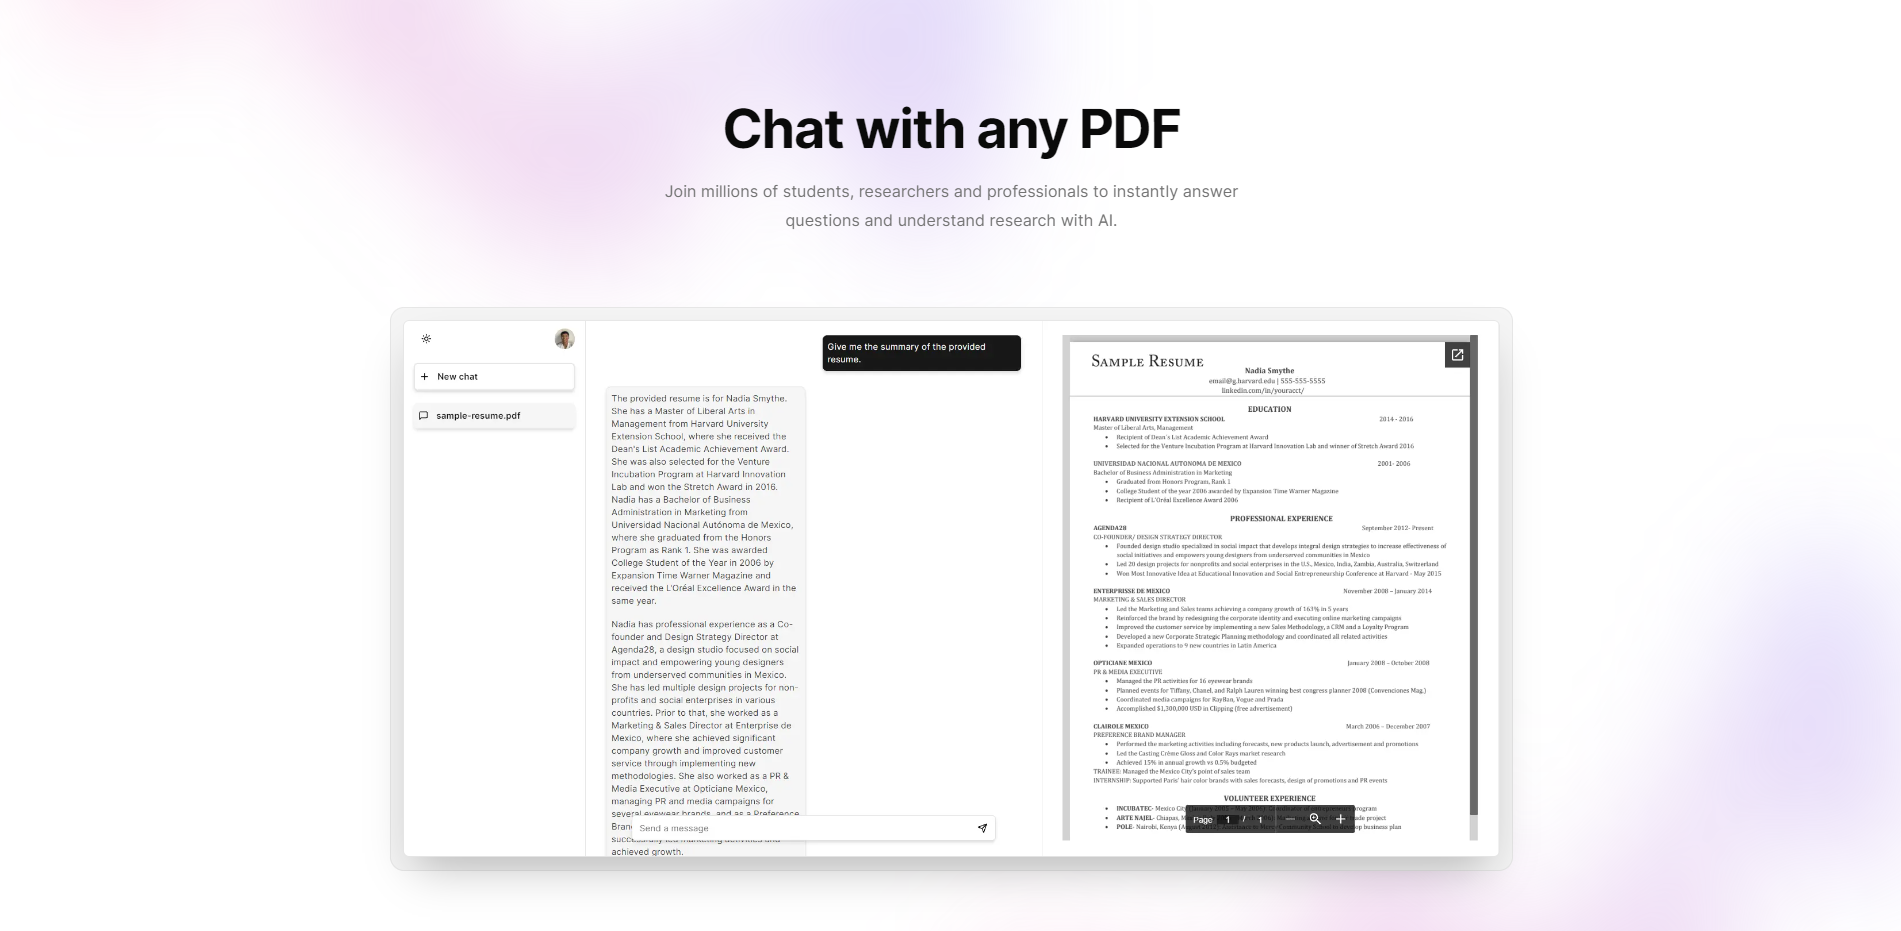 Chat with any PDF
Join millions of students, researchers and professionals to instantly answer
questions and understand research with AI.
New chat
sample-resume.pdf
Give me the summary of the provided
resume.
The provided resume is for Nadia Smythe.
She has a Master of Liberal Arts in
Management from Harvard University
Extension School, where she received the
Dean's List Academic Achievement Award.
She was also selected for the Venture
Incubation Program at Harvard Innovation
Lab and won the Stretch Award in 2016.
Nadia has a Bachelor of Business
Administration in Marketing from
Universidad Nacional Autónoma de Mexico,
where she graduated from the Honors
Program as Rank 1. She was awarded
College Student of the Year in 2006 by
Expansion Time Warner Magazine and
received the L'Oréal Excellence Award in the
same year.
Nadia has professional experience as a Co-
founder and Design Strategy Director at
Agenda28, a design studio focused on social
impact and empowering young designers
from underserved communities in Mexico.
She has led multiple design projects for non-
profits and social enterprises in various
countries. Prior to that, she worked as a
Marketing & Sales Director at Enterprise de
Mexico, where she achieved significant
company growth and improved customer
service through implementing new
methodologies. She also worked as a PR &
Media Executive at Opticiane Mexico,
managing PR and media campaigns for
several eyewear brands, and as a Preference
achieved growth.
Send a message
SAMPLE RESUME
Nadia Smythe
email@g.harvard.edu | 555-555-5555
linkedin.com/in/youracct/
EDUCATION
HARVARD UNIVERSITY EXTENSION SCHOOL 2014 - 2016
Master of Liberal Arts, Management
• Recipient of Dean's List Academic Achievement Award
• Selected for the Venture Incubation Program at Harvard Innovation Lab and winner of Stretch Award 2016
UNIVERSIDAD NACIONAL AUTONOMA DE MEXICO 2001- 2006
Bachelor of Business Administration in Marketing
• Graduated from Honors Program, Rank 1
• College Student of the year 2006 awarded by Expansion Time Warner Magazine
• Recipient of L'Oréal Excellence Award 2006
PROFESSIONAL EXPERIENCE
AGENDA28 September 2012- Present
CO-FOUNDER/ DESIGN STRATEGY DIRECTOR
• Founded design studio specialized in social impact that develops integral design strategies to increase effectiveness of
social initiatives and empowers young designers from underserved communities in Mexico
• Led 20 design projects for nonprofits and social enterprises in the U.S., Mexico, India, Zambia, Australia, Switzerland
• Won Most Innovative Idea at Educational Innovation and Social Entrepreneurship Conference at Harvard - May 2015
ENTERPRISSE DE MEXICO November 2008 – January 2014
MARKETING & SALES DIRECTOR
• Led the Marketing and Sales teams achieving a company growth of 163% in 5 years
• Reinforced the brand by redesigning the corporate identity and executing online marketing campaigns
• Improved the customer service by implementing a new Sales Methodology, a CRM and a Loyalty Program
• Developed a new Corporate Strategic Planning methodology and coordinated all related activities
• Expanded operations to 9 new countries in Latin America
OPTICIANE MEXICO January 2008 – October 2008
PR & MEDIA EXECUTIVE
• Managed the PR activities for 16 eyewear brands
• Planned events for Tiffany, Chanel, and Ralph Lauren winning best congress planner 2008 (Convenciones Mag.)
• Coordinated media campaigns for RayBan, Vogue and Prada
• Accomplished $1,300,000 USD in Clipping (free advertisement)
CLAIROLE MEXICO March 2006 – December 2007
PREFERENCE BRAND MANAGER
• Performed the marketing activities including forecasts, new products launch, advertisement and promotions
• Led the Casting Crème Gloss and Color Rays market research
• Achieved 15% in annual growth vs 0.5% budgeted
TRAINEE: Managed the Mexico City's point of sales team
INTERNSHIP: Supported Paris' hair color brands with sales forecasts, design of promotions and PR events
VOLUNTEER EXPERIENCE
• INCUBATEC- Mexico City program
• ARTE NAJEL- Chiapas, trade project
• POLE- Nairobi, Kenya business plan
Page 1 / 1